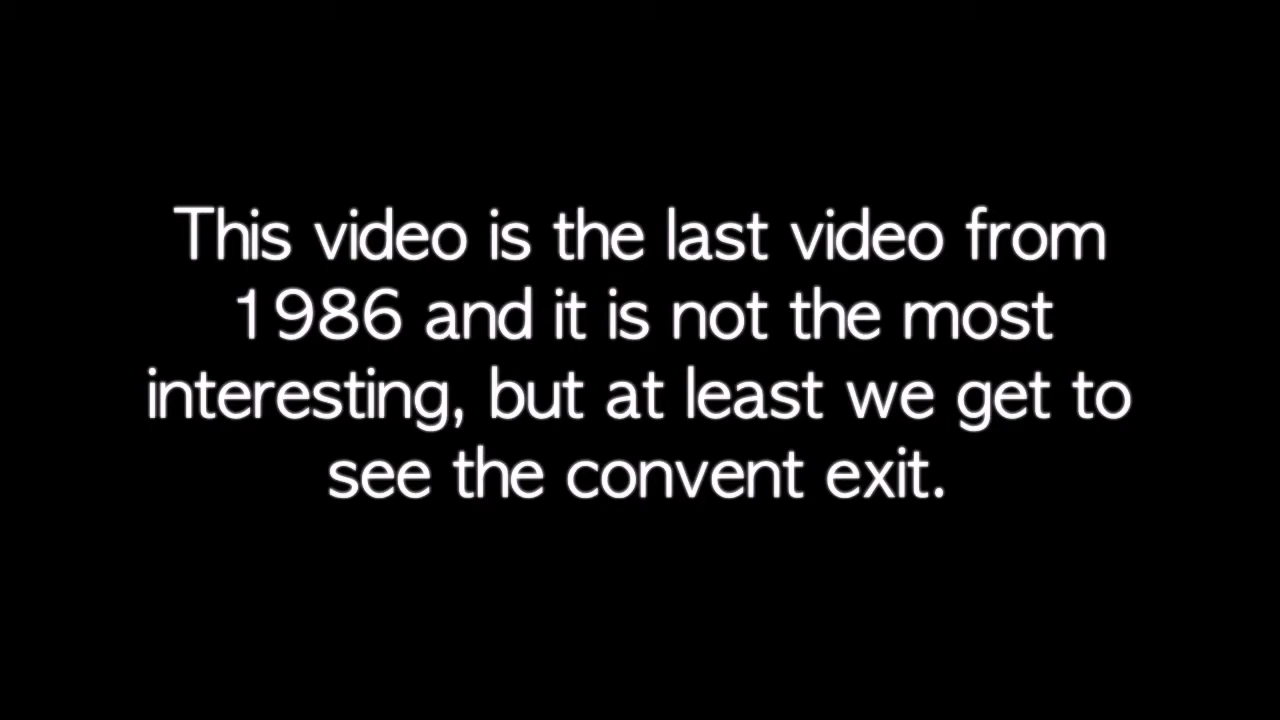 This video is the last video from
1986 and it is not the most
interesting, but at least we get to
see the convent exit.